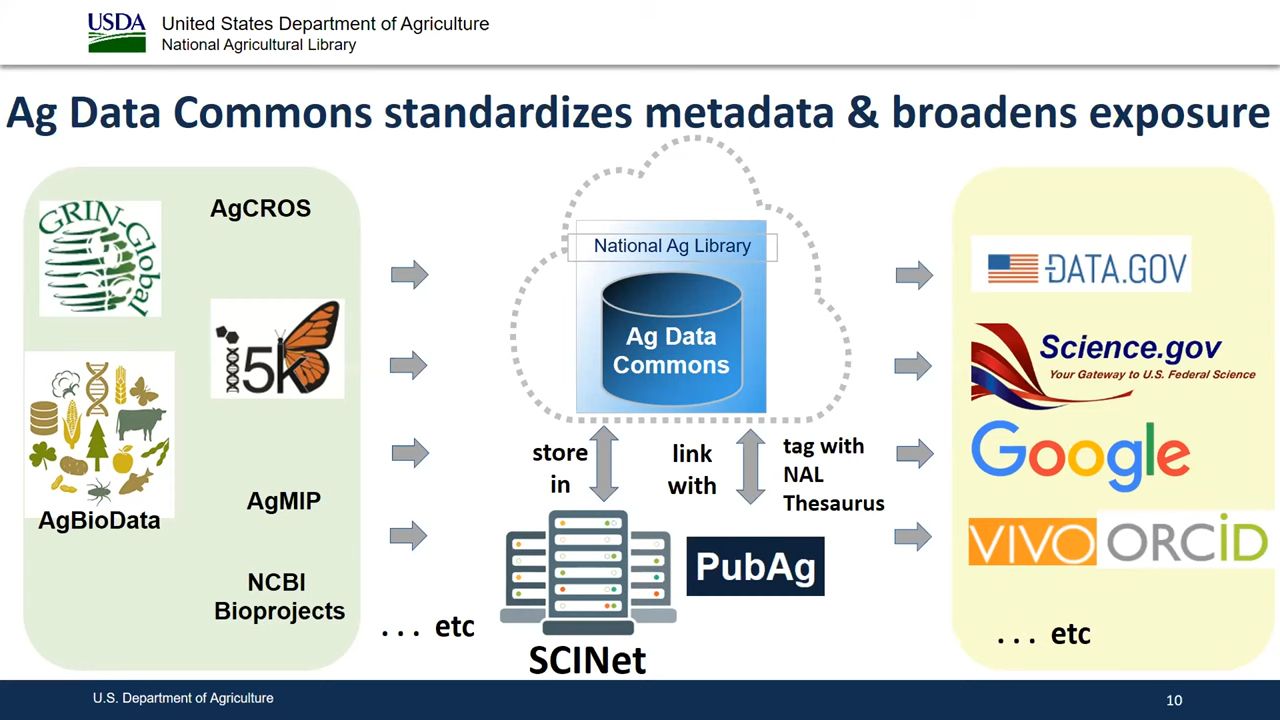 USDA
United States Department of Agriculture
National Agricultural Library
Ag Data Commons standardizes metadata & broadens exposure
GRIN-Global
AgCROS
i5k
AgBioData
AgMIP
NCBI
Bioprojects
. . . etc
National Ag Library
Ag Data
Commons
store
in
link
with
tag with
NAL
Thesaurus
SCINet
PubAg
DATA.GOV
Science.gov
Your Gateway to U.S. Federal Science
Google
VIVO
ORCID
. . . etc
U.S. Department of Agriculture
10